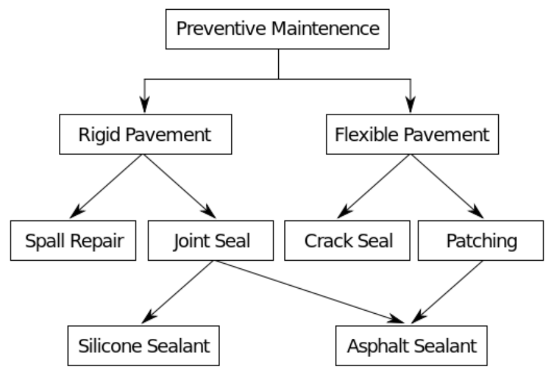 Preventive Maintenence
Rigid Pavement
Flexible Pavement
Spall Repair
Joint Seal
Crack Seal
Patching
Silicone Sealant
Asphalt Sealant